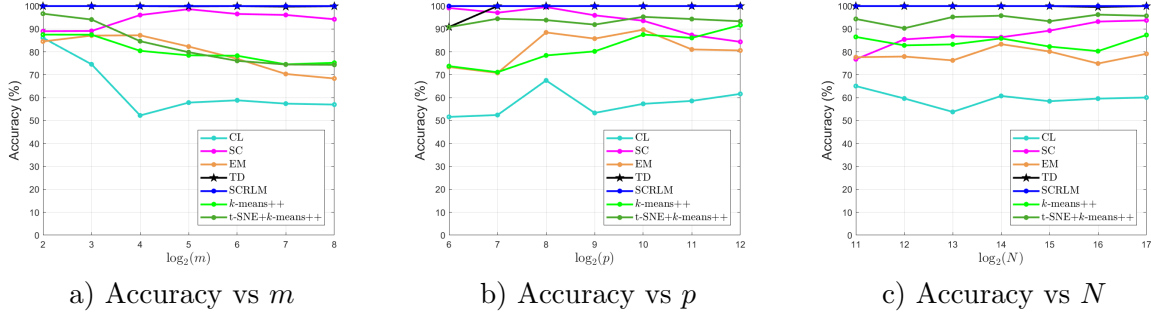 Accuracy (%)
100
90
80
70
60
50
40
30
20
10
0
2
3
4
5
6
7
8
log₂(m)
CL
SC
EM
TD
SCRLM
k-means++
t-SNE+k-means++
a) Accuracy vs m
Accuracy (%)
100
90
80
70
60
50
40
30
20
10
0
6
7
8
9
10
11
12
log₂(p)
CL
SC
EM
TD
SCRLM
k-means++
t-SNE+k-means++
b) Accuracy vs p
Accuracy (%)
100
90
80
70
60
50
40
30
20
10
0
11
12
13
14
15
16
17
log₂(N)
CL
SC
EM
TD
SCRLM
k-means++
t-SNE+k-means++
c) Accuracy vs N